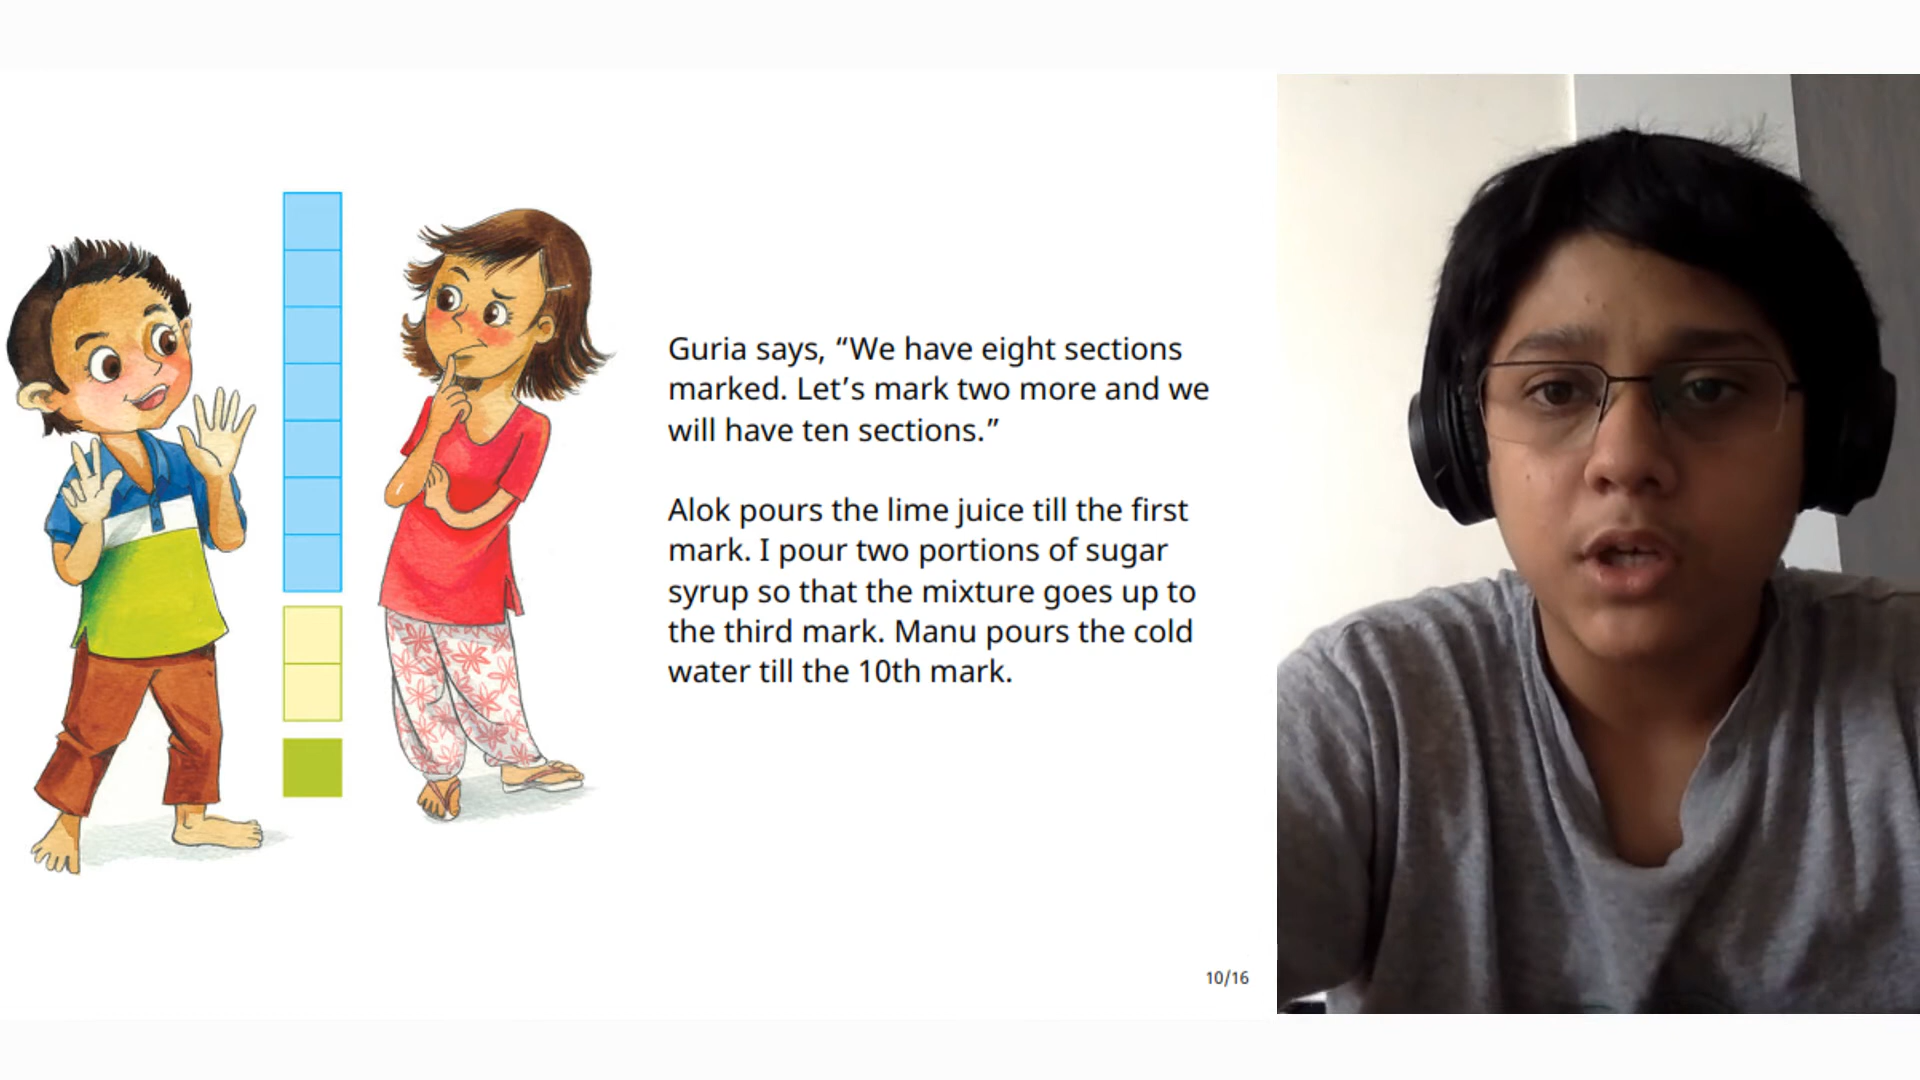 Guria says, “We have eight sections
marked. Let’s mark two more and we
will have ten sections.”
Alok pours the lime juice till the first
mark. I pour two portions of sugar
syrup so that the mixture goes up to
the third mark. Manu pours the cold
water till the 10th mark.
10/16